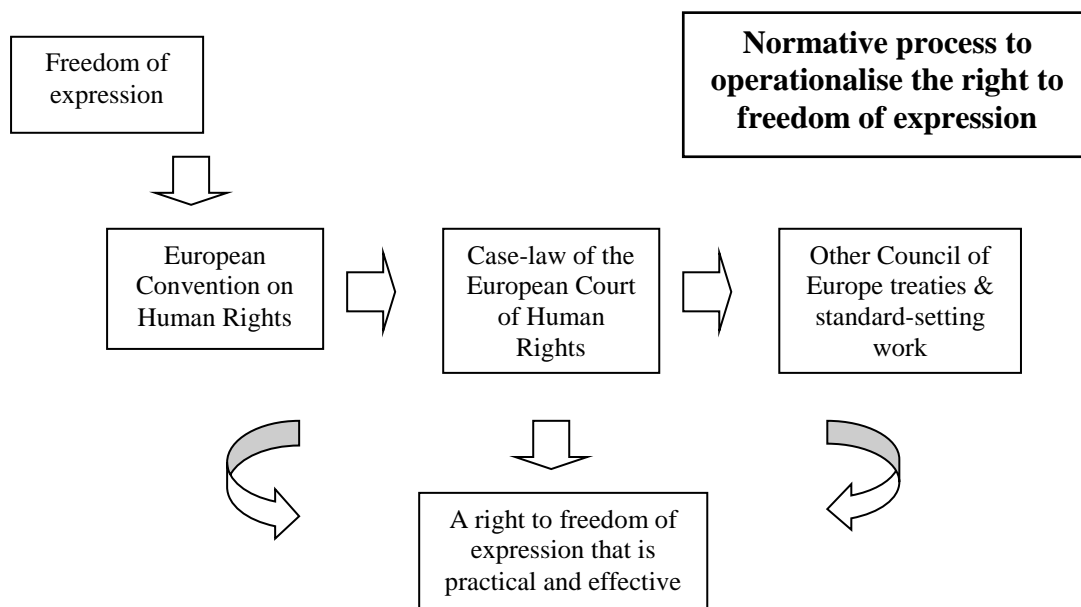 Freedom of
expression
Normative process to
operationalise the right to
freedom of expression
European
Convention on
Human Rights
Case-law of the
European Court
of Human
Rights
Other Council of
Europe treaties &
standard-setting
work
A right to freedom of
expression that is
practical and effective